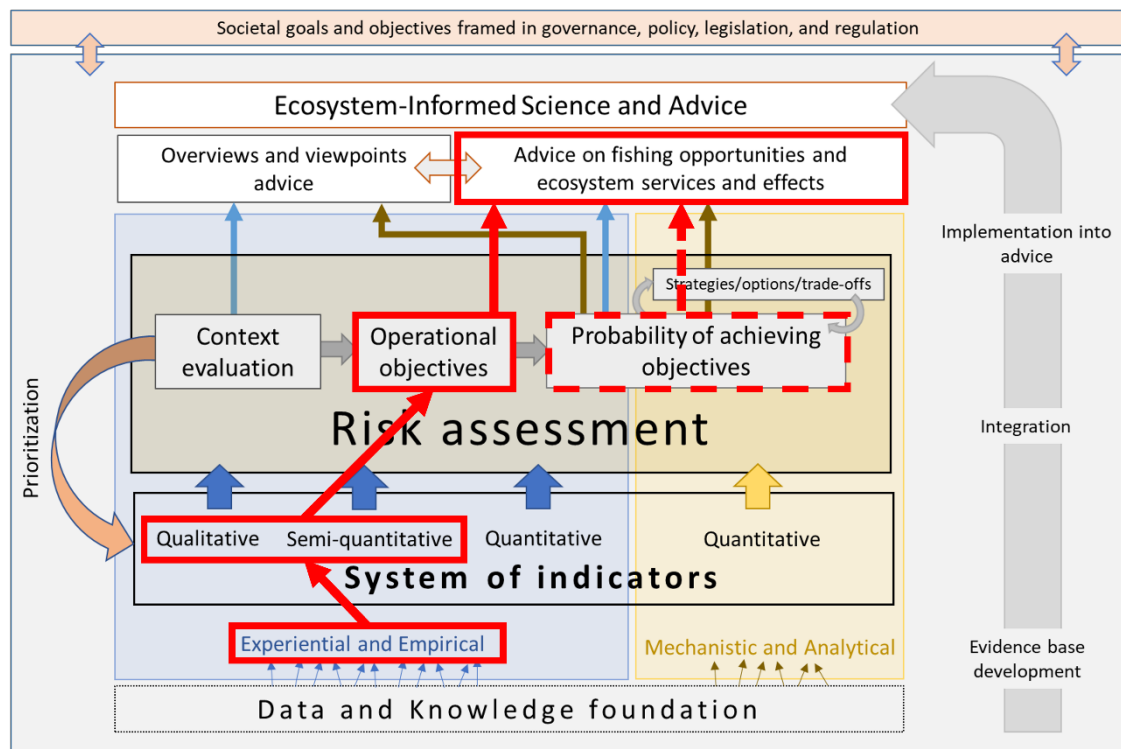 Societal goals and objectives framed in governance, policy, legislation, and regulation
Ecosystem-Informed Science and Advice
Overviews and viewpoints
advice
Advice on fishing opportunities and
ecosystem services and effects
Implementation into
advice
Strategies/options/trade-offs
Context
evaluation
Operational
objectives
Probability of achieving
objectives
Risk assessment
Integration
Prioritization
Qualitative
Semi-quantitative
Quantitative
Quantitative
System of indicators
Experiential and Empirical
Mechanistic and Analytical
Evidence base
development
Data and Knowledge foundation